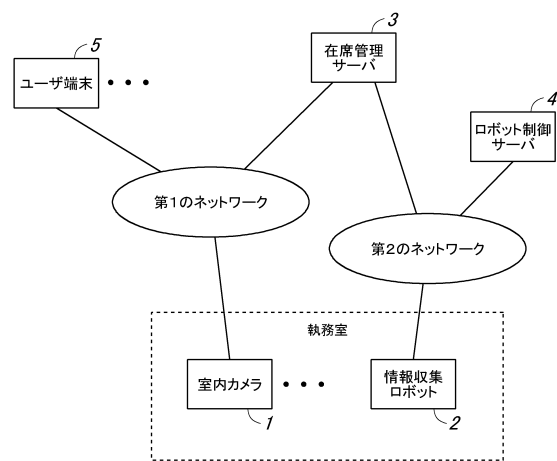 3
在席管理
サーバ
5
ユーザ端末
4
ロボット制御
サーバ
第1のネットワーク
第2のネットワーク
執務室
室内カメラ
1
情報収集
ロボット
2